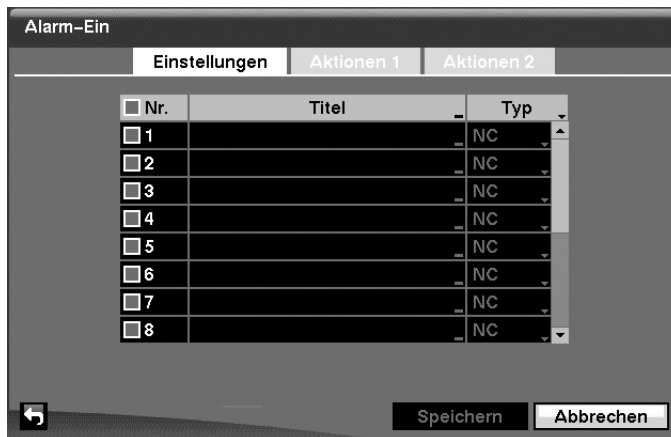 Alarm–Ein
Einstellungen Aktionen 1 Aktionen 2
Nr. Titel Typ
1 NC
2 NC
3 NC
4 NC
5 NC
6 NC
7 NC
8 NC
Speichern Abbrechen